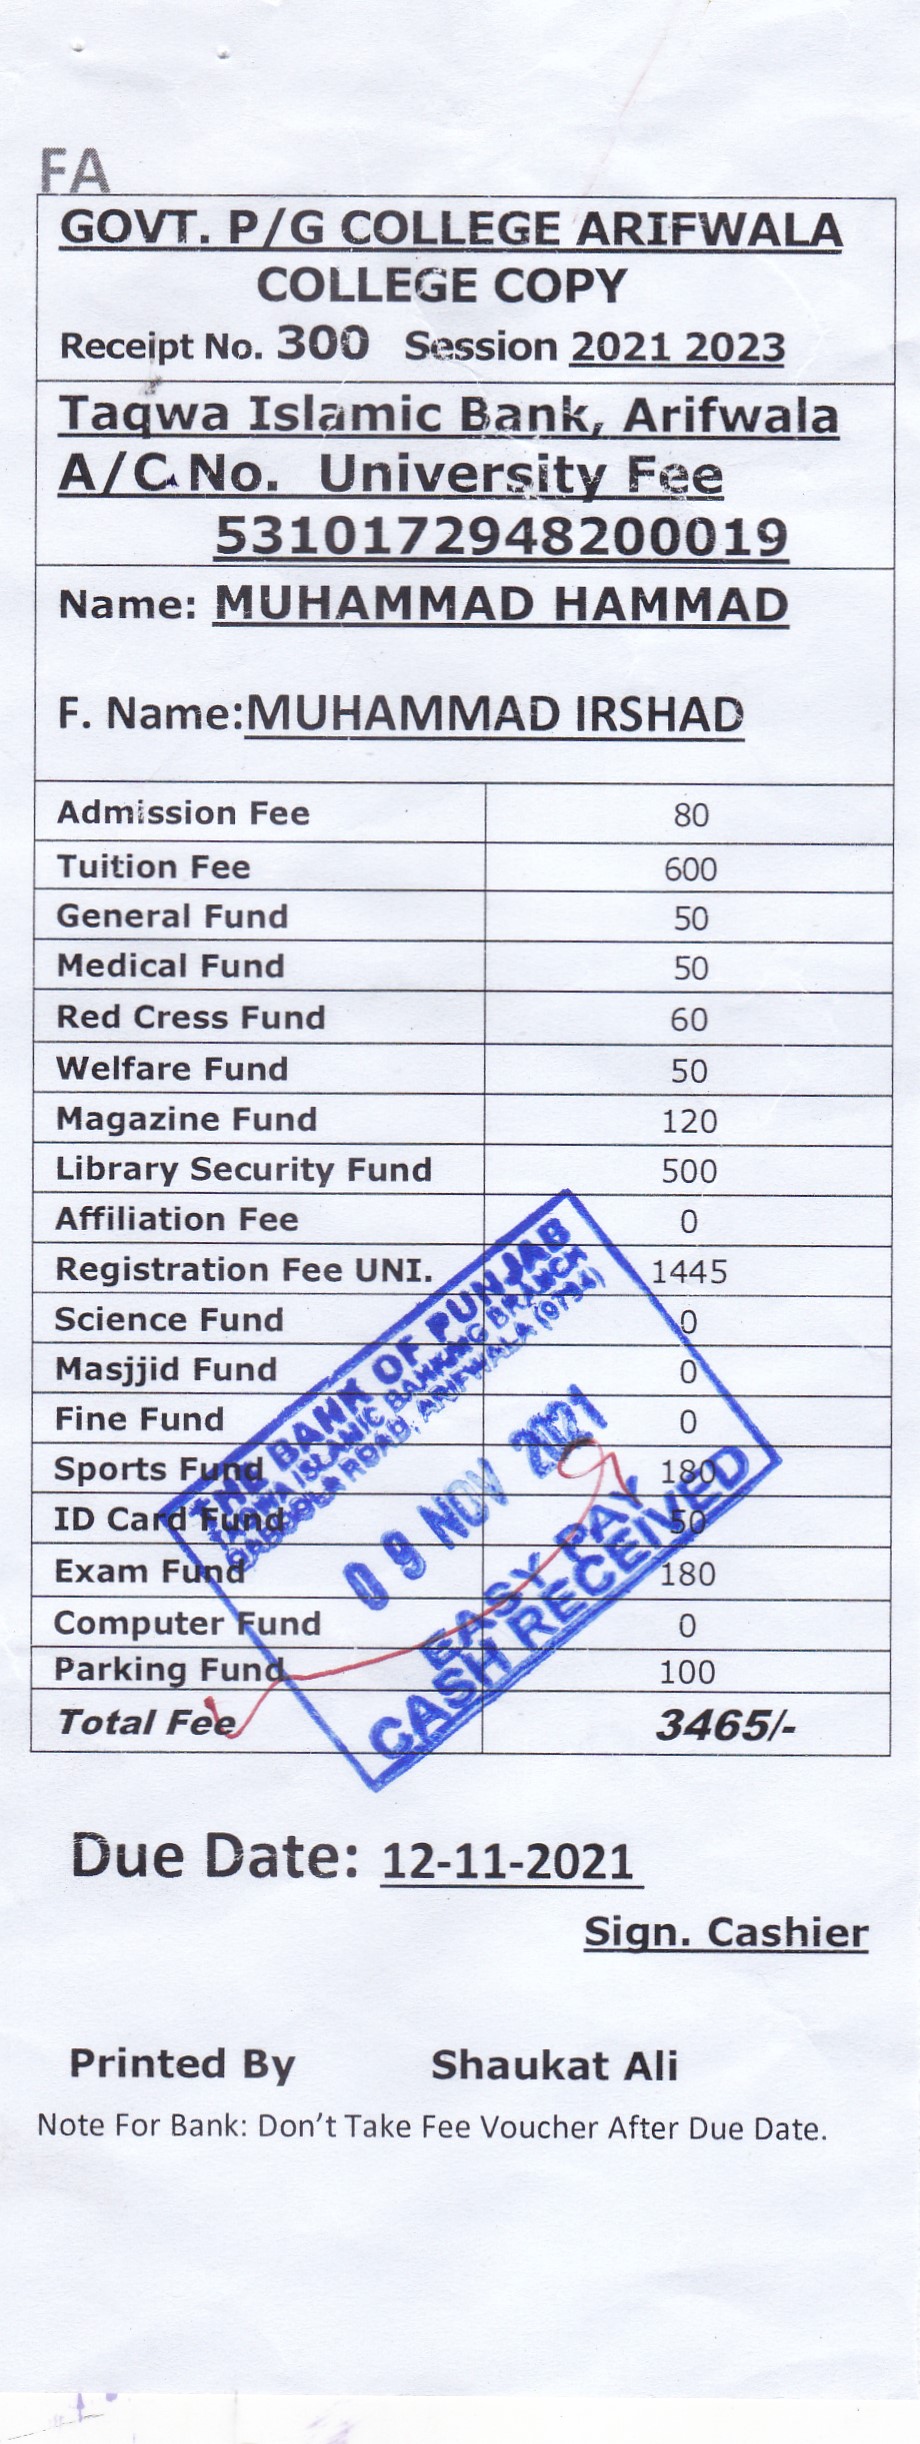 FA
GOVT. P/G COLLEGE ARIFWALA
COLLEGE COPY
Receipt No. 300 Session 2021 2023
Taqwa Islamic Bank, Arifwala
A/C No. University Fee
5310172948200019
Name: MUHAMMAD HAMMAD
F. Name:MUHAMMAD IRSHAD
Admission Fee 80
Tuition Fee 600
General Fund 50
Medical Fund 50
Red Cress Fund 60
Welfare Fund 50
Magazine Fund 120
Library Security Fund 500
Affiliation Fee 0
Registration Fee UNI. 1445
Science Fund 0
Masjjid Fund 0
Fine Fund 0
Sports Fund 180
ID Card Fund 50
Exam Fund 180
Computer Fund 0
Parking Fund 100
Total Fee 3465/-
THE BANK OF PUNJAB
TAQWA ISLAMIC BANKING BRANCH
ROAD, ARIFWALA (0794)
09 NOV 2021
EASY PAY
CASH RECEIVED
Due Date: 12-11-2021
Sign. Cashier
Printed By Shaukat Ali
Note For Bank: Don't Take Fee Voucher After Due Date.